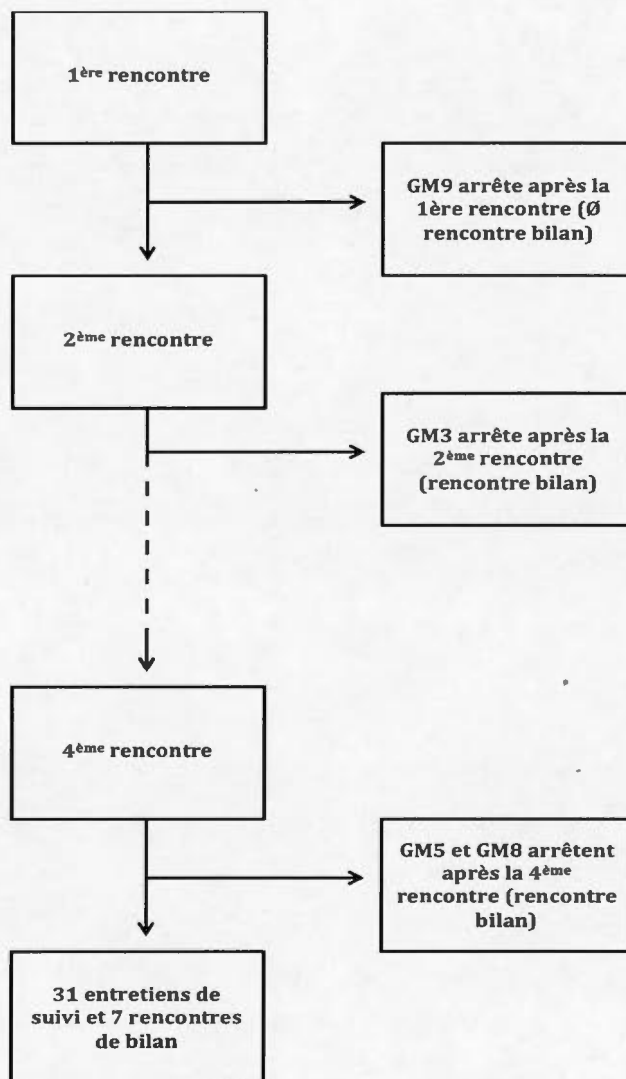 1ère rencontre
GM9 arrête après la
1ère rencontre (Ø
rencontre bilan)
2ème rencontre
GM3 arrête après la
2ème rencontre
(rencontre bilan)
4ème rencontre
GM5 et GM8 arrêtent
après la 4ème
rencontre (rencontre
bilan)
31 entretiens de
suivi et 7 rencontres
de bilan